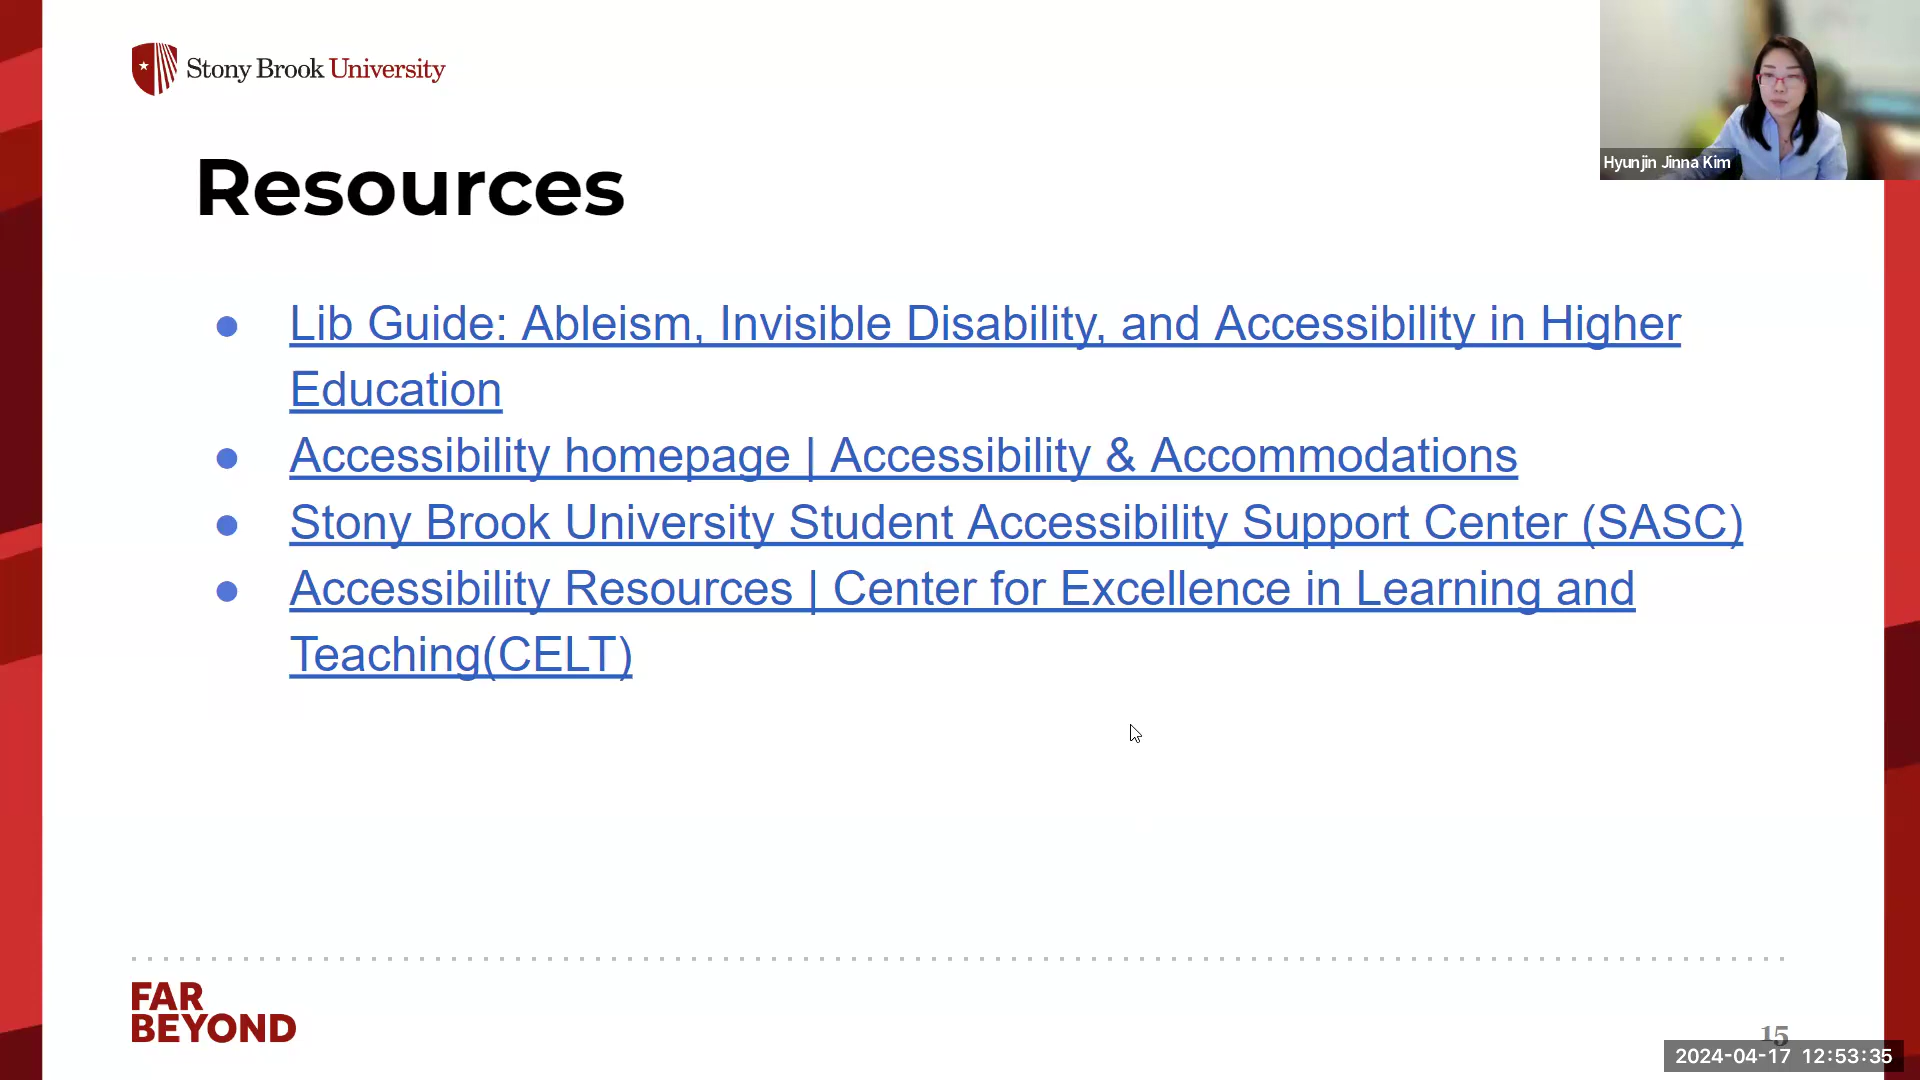 Stony Brook University
Hyunjin Jinna Kim
Resources
● Lib Guide: Ableism, Invisible Disability, and Accessibility in Higher
Education
● Accessibility homepage | Accessibility & Accommodations
● Stony Brook University Student Accessibility Support Center (SASC)
● Accessibility Resources | Center for Excellence in Learning and
Teaching(CELT)
FAR
BEYOND
15
2024-04-17 12:53:35